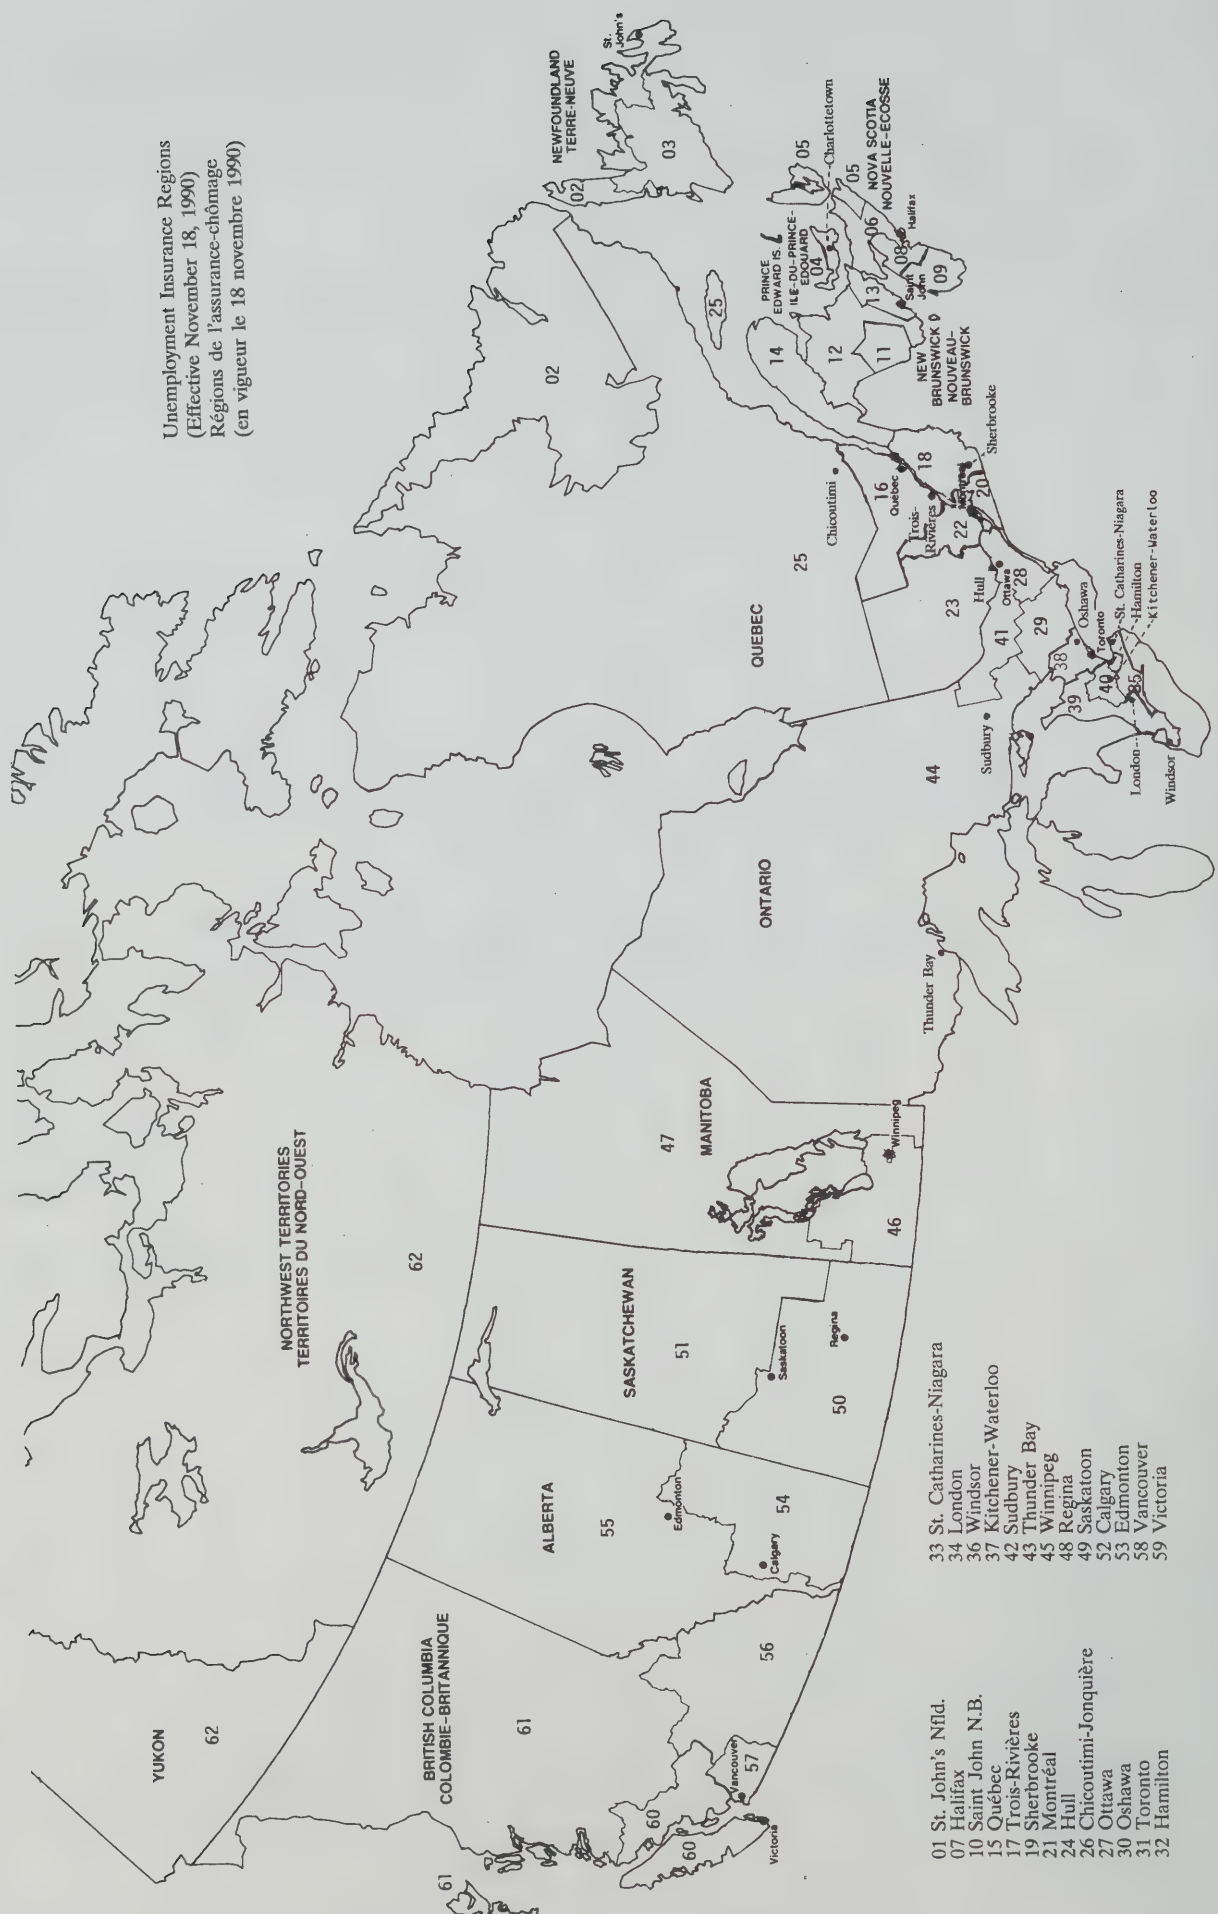 Unemployment Insurance Regions
(Effective November 18, 1990)
Régions de l'assurance-chômage
(en vigueur le 18 novembre 1990)
YUKON
62
NORTHWEST TERRITORIES
TERRITOIRES DU NORD-OUEST
62
BRITISH COLUMBIA
COLOMBIE-BRITANNIQUE
61
61
60
60
Victoria
Vancouver
57
56
ALBERTA
55
Edmonton
Calgary
54
SASKATCHEWAN
51
Saskatoon
Regina
50
47
MANITOBA
Winnipeg
46
ONTARIO
Thunder Bay
44
Sudbury
London
Windsor
39
38
40
35
41
29
28
Oshawa
Toronto
St. Catharines-Niagara
Hamilton
Kitchener-Waterloo
QUEBEC
25
23
Hull
Ottawa
22
Trois-
Rivières
Chicoutimi
16
Québec
18
Montréal
20
Sherbrooke
02
25
14
12
11
NEW
BRUNSWICK
NOUVEAU-
BRUNSWICK
13
Saint
John
PRINCE
EDWARD IS.
ILE-DU-PRINCE-
EDOUARD
04
Charlottetown
05
05
06
08
09
Halifax
NOVA SCOTIA
NOUVELLE-ECOSSE
NEWFOUNDLAND
TERRE-NEUVE
02
03
St.
John's
01 St. John's Nfld.
07 Halifax
10 Saint John N.B.
15 Québec
17 Trois-Rivières
19 Sherbrooke
21 Montréal
24 Hull
26 Chicoutimi-Jonquière
27 Ottawa
30 Oshawa
31 Toronto
32 Hamilton
33 St. Catharines-Niagara
34 London
36 Windsor
37 Kitchener-Waterloo
42 Sudbury
43 Thunder Bay
45 Winnipeg
48 Regina
49 Saskatoon
52 Calgary
53 Edmonton
58 Vancouver
59 Victoria